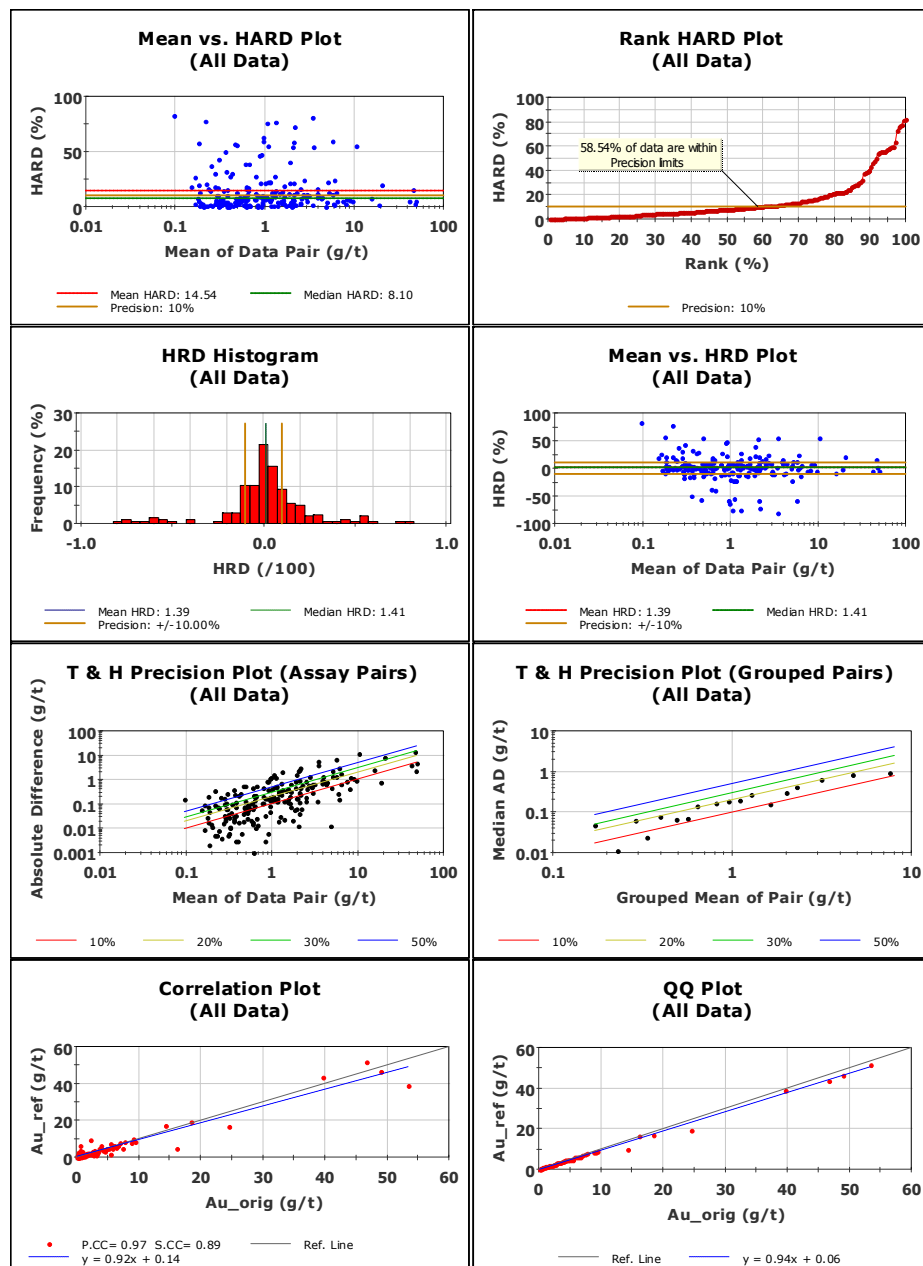 Mean vs. HARD Plot
(All Data)
HARD (%)
100
50
0
0.01
0.10
1
10
100
Mean of Data Pair (g/t)
Mean HARD: 14.54
Median HARD: 8.10
Precision: 10%
Rank HARD Plot
(All Data)
HARD (%)
100
80
60
40
20
0
58.54% of data are within
Precision limits
0 10 20 30 40 50 60 70 80 90 100
Rank (%)
Precision: 10%
HRD Histogram
(All Data)
Frequency (%)
30
20
10
0
-1.0
0.0
1.0
HRD (/100)
Mean HRD: 1.39
Median HRD: 1.41
Precision: +/-10.00%
Mean vs. HRD Plot
(All Data)
HRD (%)
100
50
0
-50
-100
0.01
0.10
1
10
100
Mean of Data Pair (g/t)
Mean HRD: 1.39
Median HRD: 1.41
Precision: +/-10%
T & H Precision Plot (Assay Pairs)
(All Data)
Absolute Difference (g/t)
100
10
1
0.1
0.01
0.001
0.01
0.10
1
10
100
Mean of Data Pair (g/t)
10%
20%
30%
50%
T & H Precision Plot (Grouped Pairs)
(All Data)
Median AD (g/t)
10
1
0.1
0.01
0.1
1
10
Grouped Mean of Pair (g/t)
10%
20%
30%
50%
Correlation Plot
(All Data)
Au_ref (g/t)
60
40
20
0
0 10 20 30 40 50 60
Au_orig (g/t)
P.CC= 0.97 S.CC= 0.89
Ref. Line
y = 0.92x + 0.14
QQ Plot
(All Data)
Au_ref (g/t)
60
40
20
0
0 10 20 30 40 50 60
Au_orig (g/t)
Ref. Line
y = 0.94x + 0.06